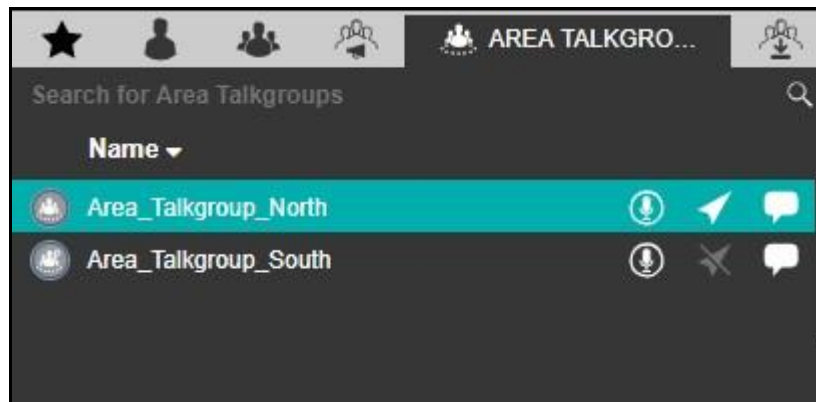 AREA TALKGRO...
Search for Area Talkgroups
Name
Area_Talkgroup_North
Area_Talkgroup_South